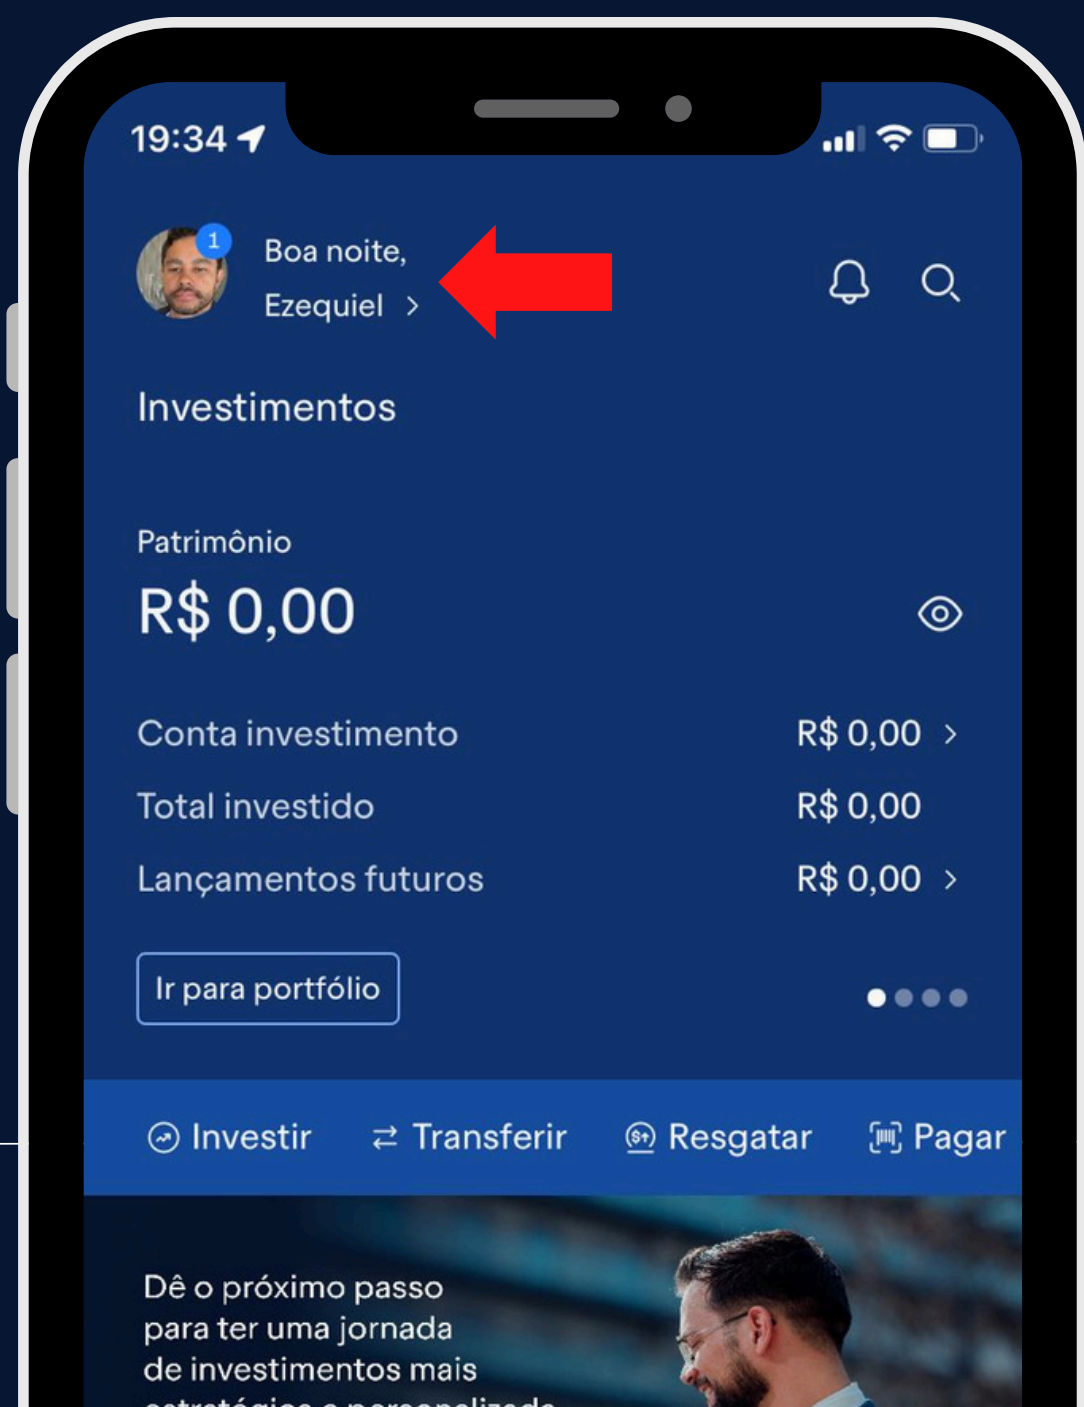 19:34
1
Boa noite,
Ezequiel >
Investimentos
Patrimônio
R$ 0,00
Conta investimento R$ 0,00 >
Total investido R$ 0,00
Lançamentos futuros R$ 0,00 >
Ir para portfólio
Investir Transferir Resgatar Pagar
Dê o próximo passo
para ter uma jornada
de investimentos mais